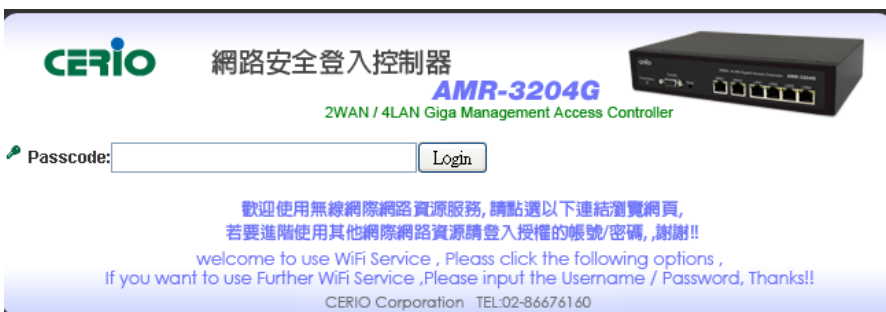 CERIO
網路安全登入控制器
AMR-3204G
2WAN / 4LAN Giga Management Access Controller
Passcode:
Login
歡迎使用無線網際網路資源服務, 請點選以下連結瀏覽網頁,
若要進階使用其他網際網路資源請登入授權的帳號/密碼, ,謝謝!!
welcome to use WiFi Service , Pleass click the following options ,
If you want to use Further WiFi Service ,Please input the Username / Password, Thanks!!
CERIO Corporation TEL:02-86676160